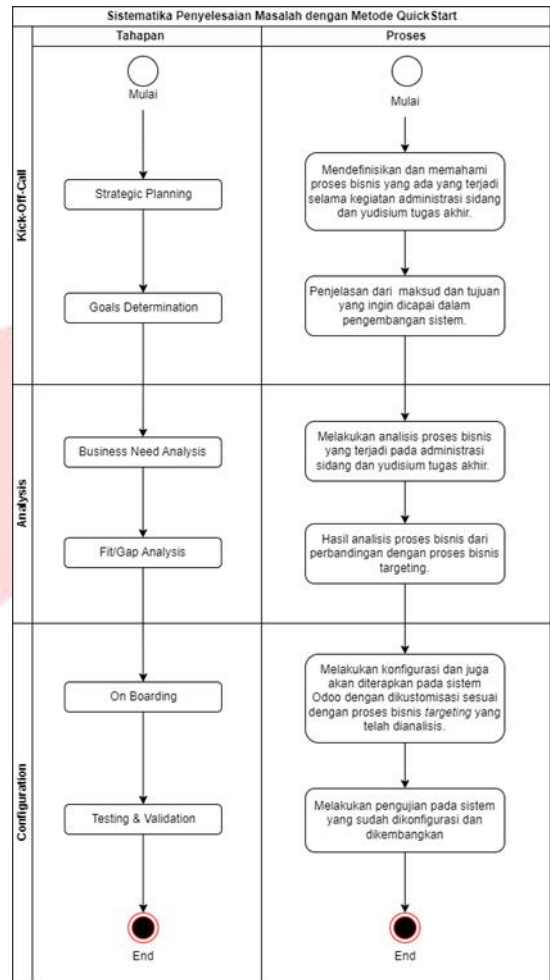 Sistematika Penyelesaian Masalah dengan Metode QuickStart
Tahapan
Proses
Kick-Off-Call
Mulai
Mulai
Strategic Planning
Mendefinisikan dan memahami
proses bisnis yang ada yang terjadi
selama kegiatan administrasi sidang
dan yudisium tugas akhir.
Goals Determination
Penjelasan dari maksud dan tujuan
yang ingin dicapai dalam
pengembangan sistem.
Analysis
Business Need Analysis
Melakukan analisis proses bisnis
yang terjadi pada administrasi
sidang dan yudisium tugas akhir.
Fit/Gap Analysis
Hasil analisis proses bisnis dari
perbandingan dengan proses bisnis
targeting.
Configuration
On Boarding
Melakukan konfigurasi dan juga
akan diterapkan pada sistem
Odoo dengan dikustomisasi sesuai
dengan proses bisnis targeting yang
telah dianalisis.
Testing & Validation
Melakukan pengujian pada sistem
yang sudah dikonfigurasi dan
dikembangkan
End
End